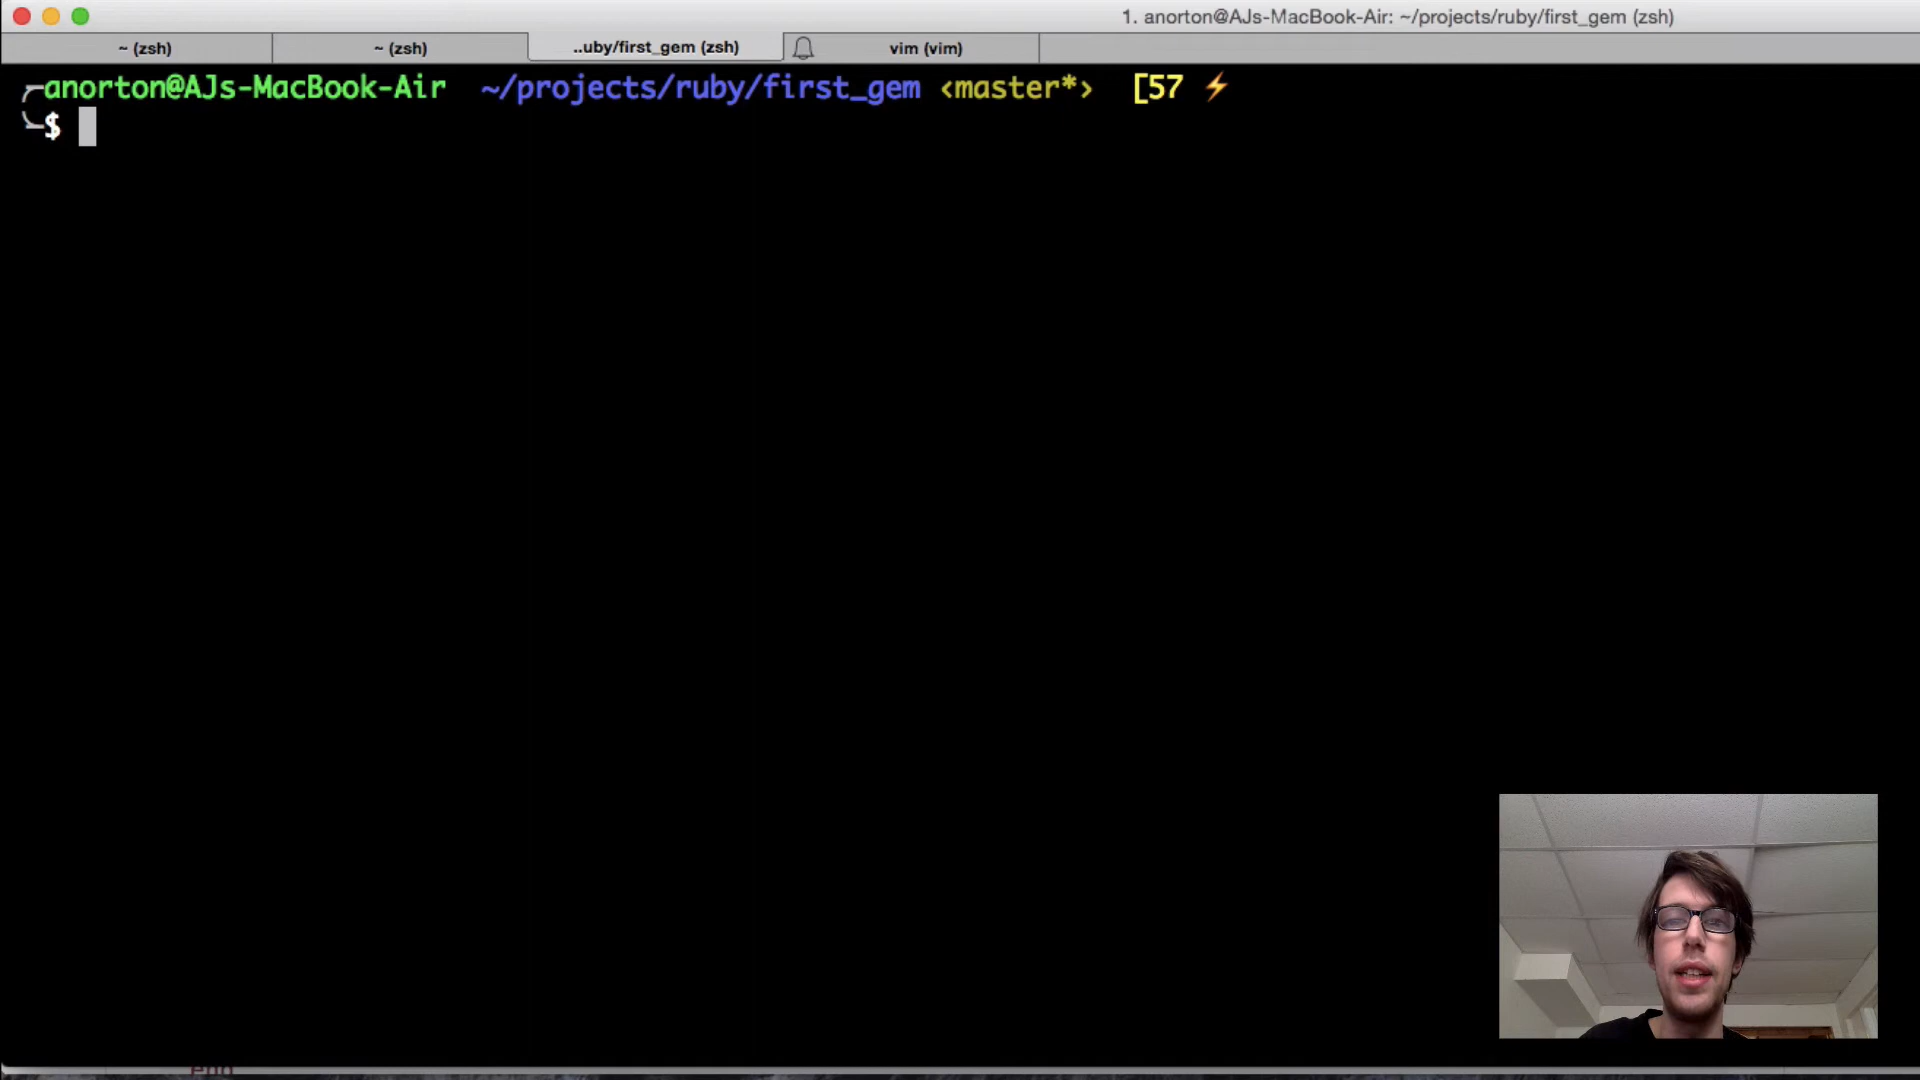 1. anorton@AJs-MacBook-Air: ~/projects/ruby/first_gem (zsh)
~ (zsh) ~ (zsh) ..uby/first_gem (zsh) vim (vim)
anorton@AJs-MacBook-Air ~/projects/ruby/first_gem ‹master*› [57 ⚡
$
end